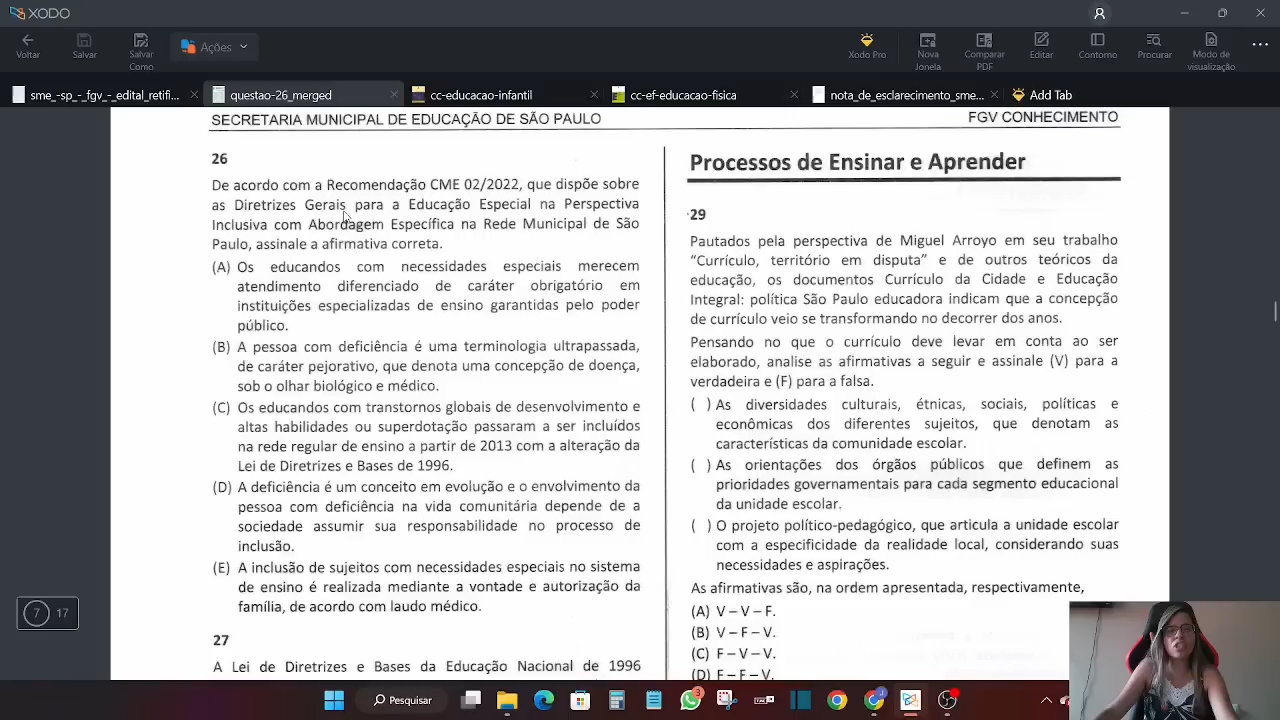 XODO
Voltar
Salvar
Salvar
Como
Ações
Xodo Pro
Nova
Janela
Comparar
PDF
Editar
Contorno
Procurar
Modo de
visualização
sme_-sp_-_fgv_-_edital_retifi...
questao-26_merged
cc-educacao-infantil
cc-ef-educacao-fisica
nota_de_esclarecimento_sme...
Add Tab
SECRETARIA MUNICIPAL DE EDUCAÇÃO DE SÃO PAULO
FGV CONHECIMENTO
26
De acordo com a Recomendação CME 02/2022, que dispõe sobre
as Diretrizes Gerais para a Educação Especial na Perspectiva
Inclusiva com Abordagem Específica na Rede Municipal de São
Paulo, assinale a afirmativa correta.
(A) Os educandos com necessidades especiais merecem
atendimento diferenciado de caráter obrigatório em
instituições especializadas de ensino garantidas pelo poder
público.
(B) A pessoa com deficiência é uma terminologia ultrapassada,
de caráter pejorativo, que denota uma concepção de doença,
sob o olhar biológico e médico.
(C) Os educandos com transtornos globais de desenvolvimento e
altas habilidades ou superdotação passaram a ser incluídos
na rede regular de ensino a partir de 2013 com a alteração da
Lei de Diretrizes e Bases de 1996.
(D) A deficiência é um conceito em evolução e o envolvimento da
pessoa com deficiência na vida comunitária depende de a
sociedade assumir sua responsabilidade no processo de
inclusão.
(E) A inclusão de sujeitos com necessidades especiais no sistema
de ensino é realizada mediante a vontade e autorização da
família, de acordo com laudo médico.
27
A Lei de Diretrizes e Bases da Educação Nacional de 1996
Processos de Ensinar e Aprender
29
Pautados pela perspectiva de Miguel Arroyo em seu trabalho
“Currículo, território em disputa” e de outros teóricos da
educação, os documentos Currículo da Cidade e Educação
Integral: política São Paulo educadora indicam que a concepção
de currículo veio se transformando no decorrer dos anos.
Pensando no que o currículo deve levar em conta ao ser
elaborado, analise as afirmativas a seguir e assinale (V) para a
verdadeira e (F) para a falsa.
( ) As diversidades culturais, étnicas, sociais, políticas e
econômicas dos diferentes sujeitos, que denotam as
características da comunidade escolar.
( ) As orientações dos órgãos públicos que definem as
prioridades governamentais para cada segmento educacional
da unidade escolar.
( ) O projeto político-pedagógico, que articula a unidade escolar
com a especificidade da realidade local, considerando suas
necessidades e aspirações.
As afirmativas são, na ordem apresentada, respectivamente,
(A) V – V – F.
(B) V – F – V.
(C) F – V – V.
(D) F – F – V.
7 17
Pesquisar
3